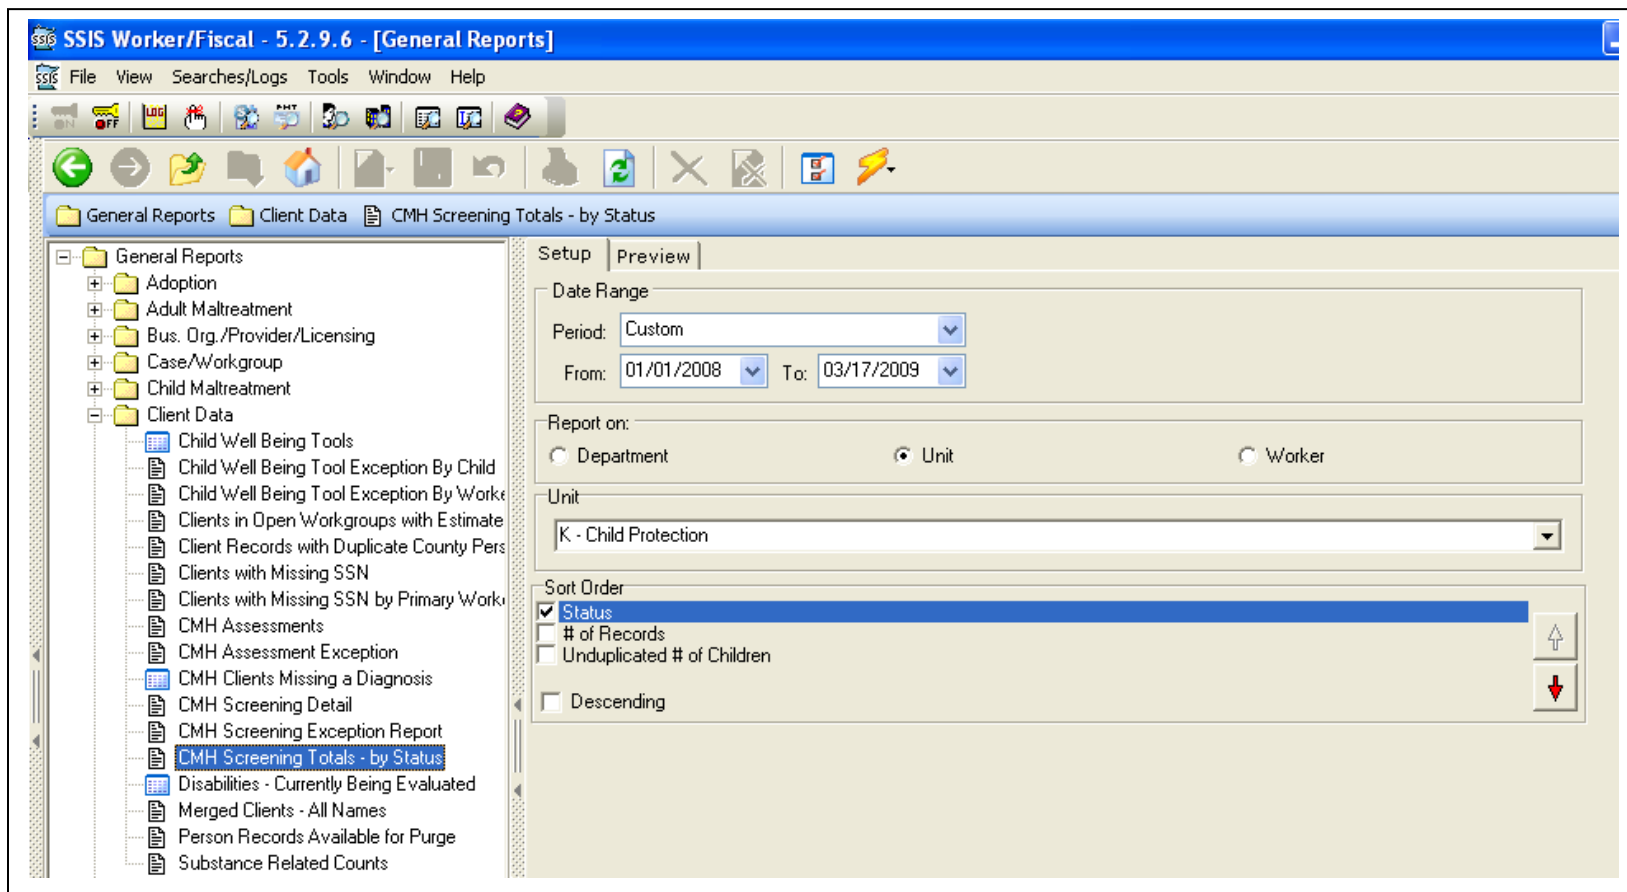 SSIS Worker/Fiscal - 5.2.9.6 - [General Reports]
File View Searches/Logs Tools Window Help
ON OFF LOG PMT
General Reports Client Data CMH Screening Totals - by Status
General Reports
Adoption
Adult Maltreatment
Bus. Org./Provider/Licensing
Case/Workgroup
Child Maltreatment
Client Data
Child Well Being Tools
Child Well Being Tool Exception By Child
Child Well Being Tool Exception By Worke
Clients in Open Workgroups with Estimate
Client Records with Duplicate County Pers
Clients with Missing SSN
Clients with Missing SSN by Primary Work
CMH Assessments
CMH Assessment Exception
CMH Clients Missing a Diagnosis
CMH Screening Detail
CMH Screening Exception Report
CMH Screening Totals - by Status
Disabilities - Currently Being Evaluated
Merged Clients - All Names
Person Records Available for Purge
Substance Related Counts
Setup Preview
Date Range
Period: Custom
From: 01/01/2008 To: 03/17/2009
Report on:
Department Unit Worker
Unit
K - Child Protection
Sort Order
Status
# of Records
Unduplicated # of Children
Descending